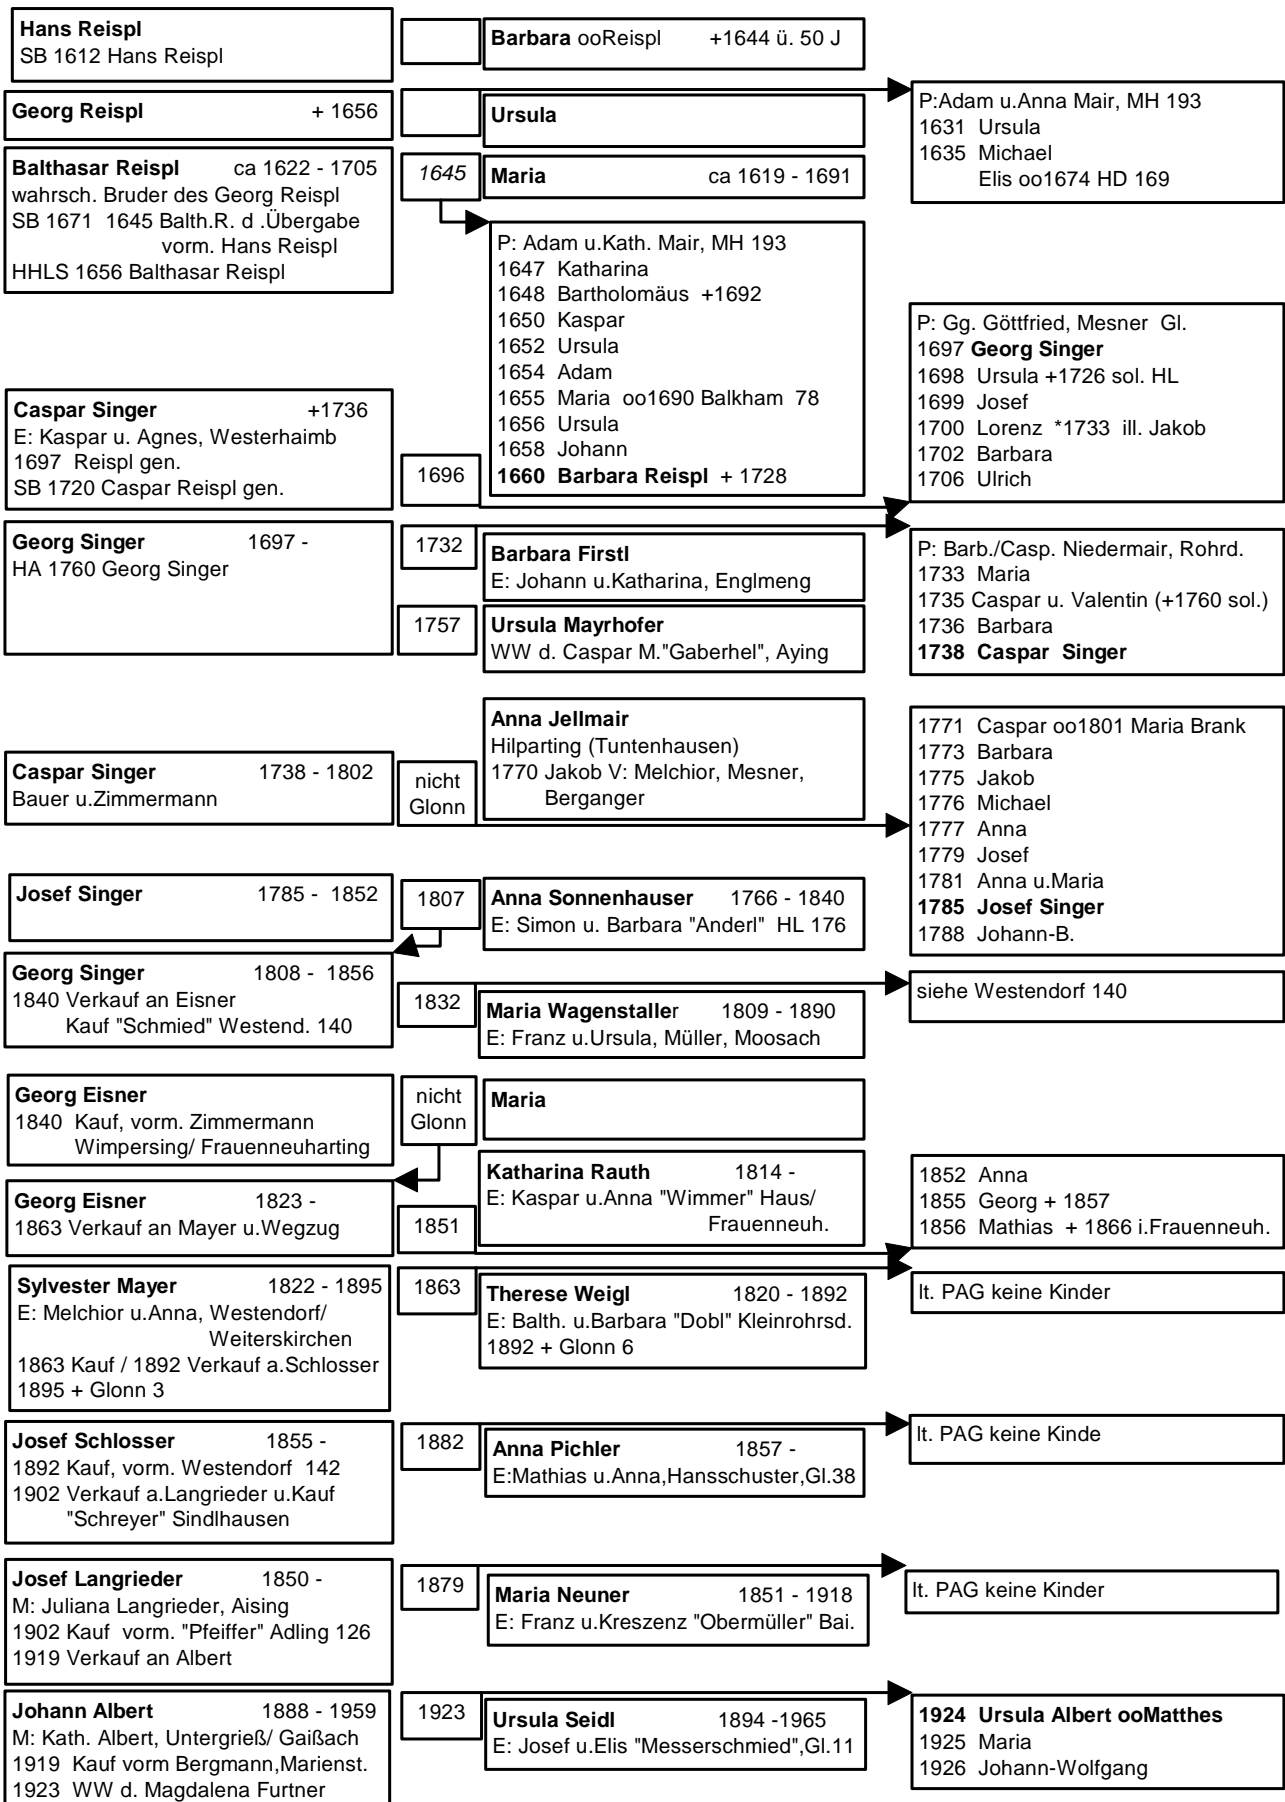 Hans Reispl
SB 1612 Hans Reispl
Barbara ooReispl +1644 ü. 50 J
Georg Reispl + 1656
Ursula
P:Adam u.Anna Mair, MH 193
1631 Ursula
1635 Michael
Elis oo1674 HD 169
Balthasar Reispl ca 1622 - 1705
wahrsch. Bruder des Georg Reispl
SB 1671 1645 Balth.R. d .Übergabe
vorm. Hans Reispl
HHLS 1656 Balthasar Reispl
1645
Maria ca 1619 - 1691
P: Adam u.Kath. Mair, MH 193
1647 Katharina
1648 Bartholomäus +1692
1650 Kaspar
1652 Ursula
1654 Adam
1655 Maria oo1690 Balkham 78
1656 Ursula
1658 Johann
1660 Barbara Reispl + 1728
Caspar Singer +1736
E: Kaspar u. Agnes, Westerhaimb
1697 Reispl gen.
SB 1720 Caspar Reispl gen.
1696
P: Gg. Göttfried, Mesner Gl.
1697 Georg Singer
1698 Ursula +1726 sol. HL
1699 Josef
1700 Lorenz *1733 ill. Jakob
1702 Barbara
1706 Ulrich
Georg Singer 1697 -
HA 1760 Georg Singer
1732
Barbara Firstl
E: Johann u.Katharina, Englmeng
1757
Ursula Mayrhofer
WW d. Caspar M."Gaberhel", Aying
P: Barb./Casp. Niedermair, Rohrd.
1733 Maria
1735 Caspar u. Valentin (+1760 sol.)
1736 Barbara
1738 Caspar Singer
Caspar Singer 1738 - 1802
Bauer u.Zimmermann
nicht
Glonn
Anna Jellmair
Hilparting (Tuntenhausen)
1770 Jakob V: Melchior, Mesner,
Berganger
1771 Caspar oo1801 Maria Brank
1773 Barbara
1775 Jakob
1776 Michael
1777 Anna
1779 Josef
1781 Anna u.Maria
1785 Josef Singer
1788 Johann-B.
Josef Singer 1785 - 1852
1807
Anna Sonnenhauser 1766 - 1840
E: Simon u. Barbara "Anderl" HL 176
Georg Singer 1808 - 1856
1840 Verkauf an Eisner
Kauf "Schmied" Westend. 140
1832
Maria Wagenstaller 1809 - 1890
E: Franz u.Ursula, Müller, Moosach
siehe Westendorf 140
Georg Eisner
1840 Kauf, vorm. Zimmermann
Wimpersing/ Frauenneuharting
nicht
Glonn
Maria
Georg Eisner 1823 -
1863 Verkauf an Mayer u.Wegzug
1851
Katharina Rauth 1814 -
E: Kaspar u.Anna "Wimmer" Haus/
Frauenneuh.
1852 Anna
1855 Georg + 1857
1856 Mathias + 1866 i.Frauenneuh.
Sylvester Mayer 1822 - 1895
E: Melchior u.Anna, Westendorf/
Weiterskirchen
1863 Kauf / 1892 Verkauf a.Schlosser
1895 + Glonn 3
1863
Therese Weigl 1820 - 1892
E: Balth. u.Barbara "Dobl" Kleinrohrsd.
1892 + Glonn 6
lt. PAG keine Kinder
Josef Schlosser 1855 -
1892 Kauf, vorm. Westendorf 142
1902 Verkauf a.Langrieder u.Kauf
"Schreyer" Sindlhausen
1882
Anna Pichler 1857 -
E:Mathias u.Anna,Hansschuster,Gl.38
lt. PAG keine Kinde
Josef Langrieder 1850 -
M: Juliana Langrieder, Aising
1902 Kauf vorm. "Pfeiffer" Adling 126
1919 Verkauf an Albert
1879
Maria Neuner 1851 - 1918
E: Franz u.Kreszenz "Obermüller" Bai.
lt. PAG keine Kinder
Johann Albert 1888 - 1959
M: Kath. Albert, Untergrieß/ Gaißach
1919 Kauf vorm Bergmann,Marienst.
1923 WW d. Magdalena Furtner
1923
Ursula Seidl 1894 -1965
E: Josef u.Elis "Messerschmied",Gl.11
1924 Ursula Albert ooMatthes
1925 Maria
1926 Johann-Wolfgang